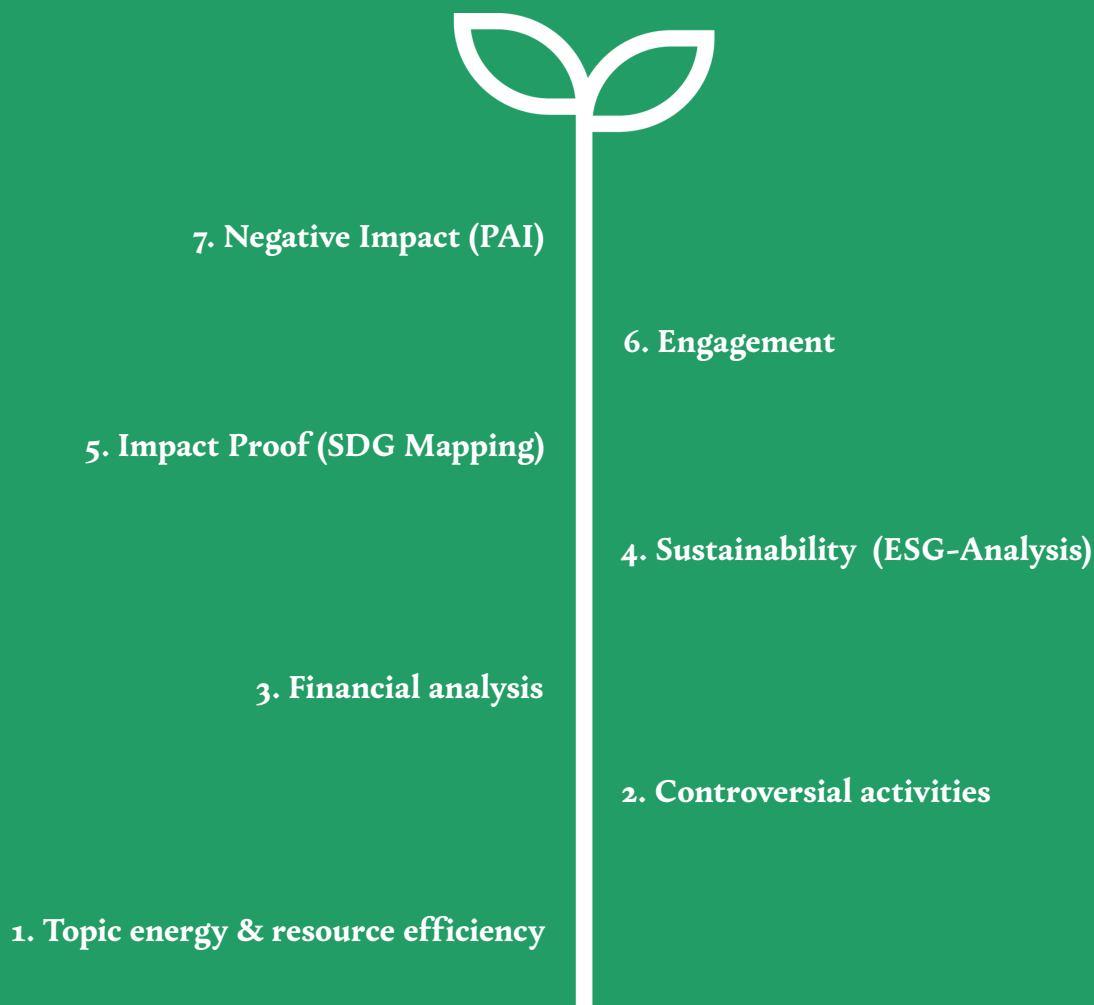 7. Negative Impact (PAI)
6. Engagement
5. Impact Proof (SDG Mapping)
4. Sustainability  (ESG-Analysis)
3. Financial analysis
2. Controversial activities
1. Topic energy & resource efficiency